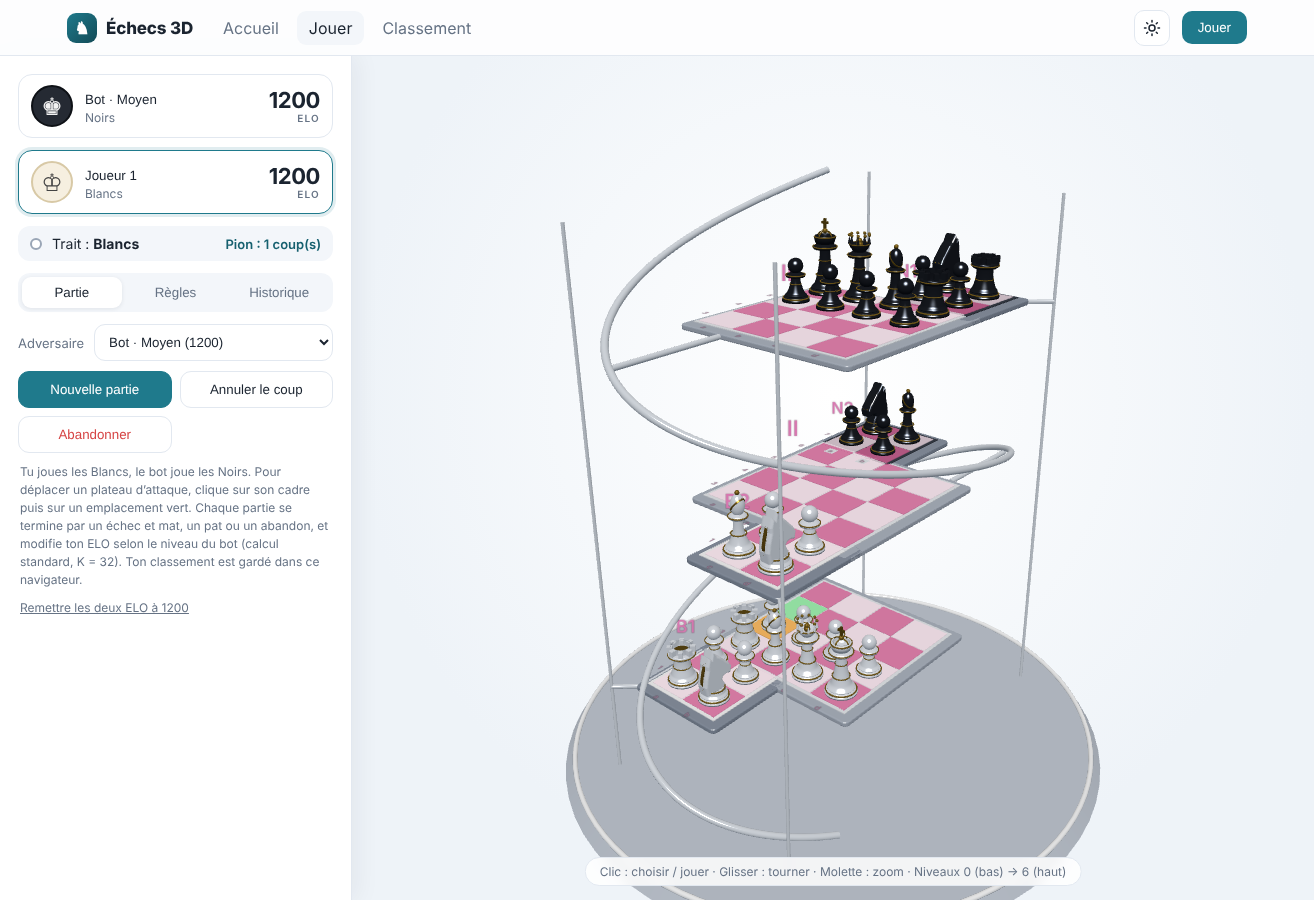 Échecs 3D
Accueil
Jouer
Classement
Jouer
Bot · Moyen
Noirs
1200
ELO
Joueur 1
Blancs
1200
ELO
Trait : Blancs
Pion : 1 coup(s)
Partie
Règles
Historique
Adversaire
Bot · Moyen (1200)
Nouvelle partie
Annuler le coup
Abandonner
Tu joues les Blancs, le bot joue les Noirs. Pour
déplacer un plateau d'attaque, clique sur son cadre
puis sur un emplacement vert. Chaque partie se
termine par un échec et mat, un pat ou un abandon, et
modifie ton ELO selon le niveau du bot (calcul
standard, K = 32). Ton classement est gardé dans ce
navigateur.
Remettre les deux ELO à 1200
N2
II
B1
Clic : choisir / jouer · Glisser : tourner · Molette : zoom · Niveaux 0 (bas) → 6 (haut)